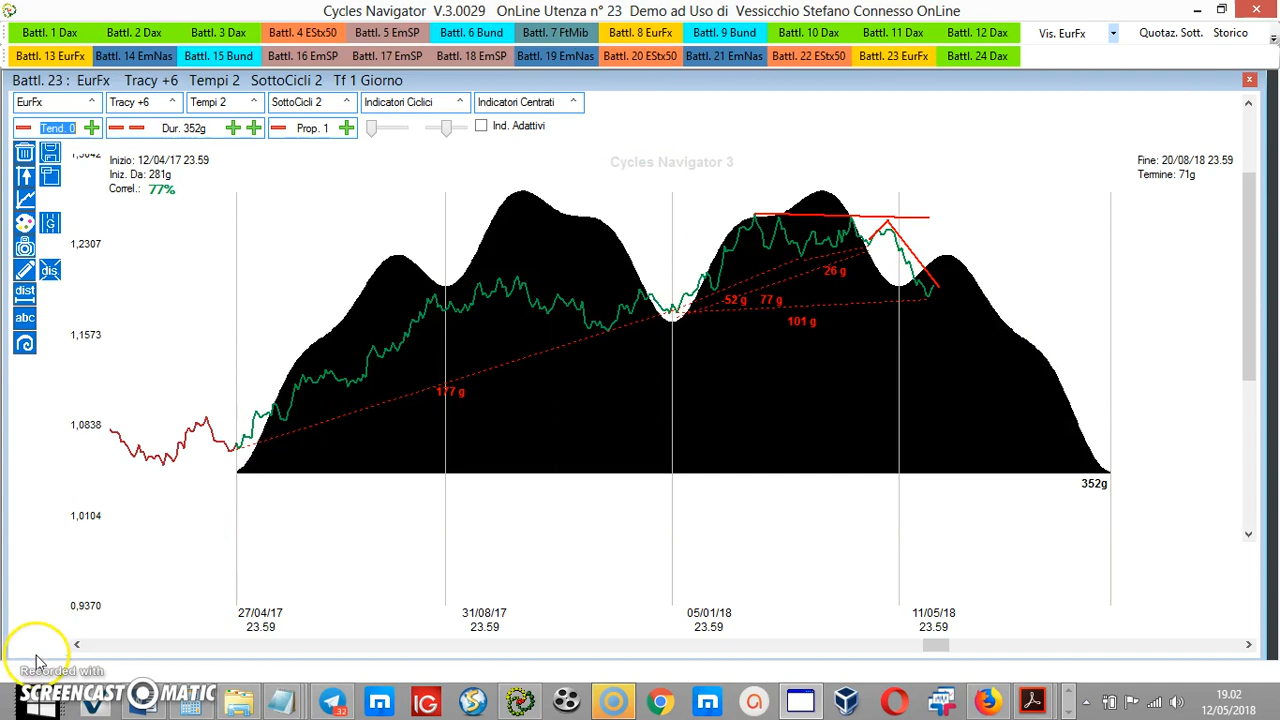 Cycles Navigator V.3.0029 OnLine Utenza n° 23 Demo ad Uso di Vessicchio Stefano Connesso OnLine
Battl. 1 Dax Battl. 2 Dax Battl. 3 Dax Battl. 4 EStx50 Battl. 5 EmSP Battl. 6 Bund Battl. 7 FtMib Battl. 8 EurFx Battl. 9 Bund Battl. 10 Dax Battl. 11 Dax Battl. 12 Dax Vis. EurFx Quotaz. Sott. Storico
Battl. 13 EurFx Battl. 14 EmNas Battl. 15 Bund Battl. 16 EmSP Battl. 17 EmSP Battl. 18 EmSP Battl. 19 EmNas Battl. 20 EStx50 Battl. 21 EmNas Battl. 22 EStx50 Battl. 23 EurFx Battl. 24 Dax
Battl. 23 : EurFx Tracy +6 Tempi 2 SottoCicli 2 Tf 1 Giorno
EurFx Tracy +6 Tempi 2 SottoCicli 2 Indicatori Ciclici Indicatori Centrati
Tend. 0 Dur. 352g Prop. 1 Ind. Adattivi
1,3042
Inizio: 12/04/17 23.59
Iniz. Da: 281g
Correl.: 77%
Cycles Navigator 3
Fine: 20/08/18 23.59
Termine: 71g
G
dis
dist
abc
1,2307
1,1573
1,0838
1,0104
0,9370
26 g
-52 g 77 g
101 g
177 g
352g
27/04/17 31/08/17 05/01/18 11/05/18
23.59 23.59 23.59 23.59
Recorded with
SCREENCAST MATIC
32
IG
19.02
12/05/2018